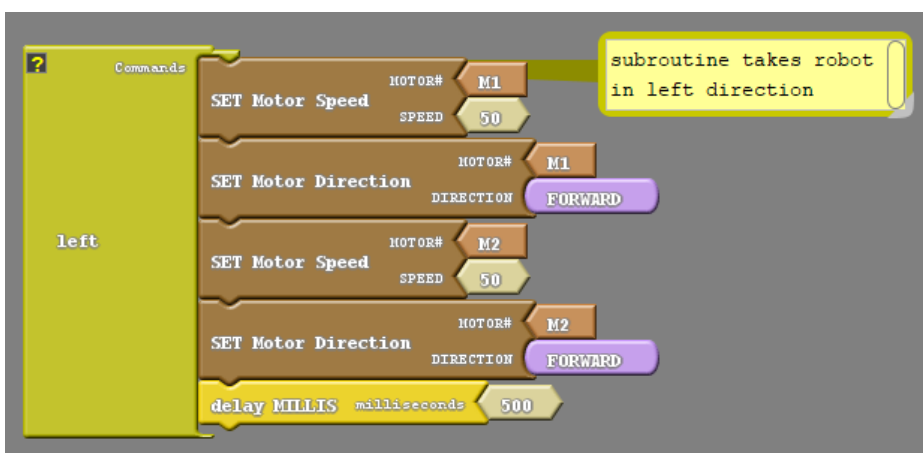 ?
Commands
subroutine takes robot
in left direction
MOTOR# M1
SET Motor Speed
SPEED 50
MOTOR# M1
SET Motor Direction
DIRECTION FORWARD
left
MOTOR# M2
SET Motor Speed
SPEED 50
MOTOR# M2
SET Motor Direction
DIRECTION FORWARD
delay MILLIS milliseconds 500